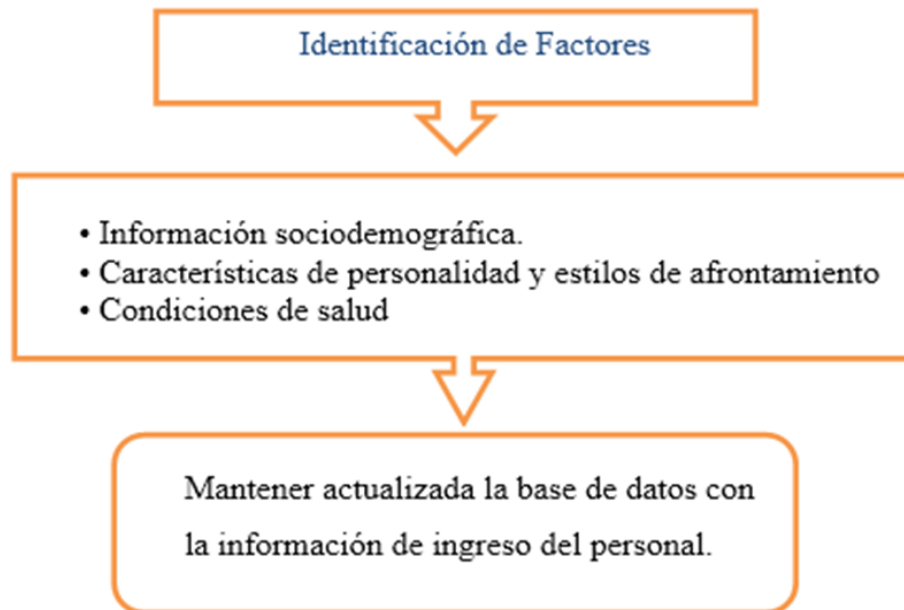 Identificación de Factores
• Información sociodemográfica.
• Característicicas de personalidad y estilos de afrontamiento
• Condiciones de salud
Mantener actualizada la base de datos con
la información de ingreso del personal.